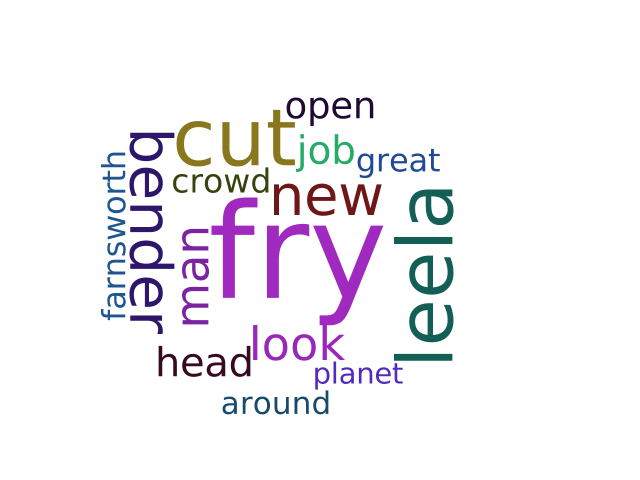 open
cut
job
great
crowd
new
bender
farnsworth
man
fry
leela
look
head
planet
around